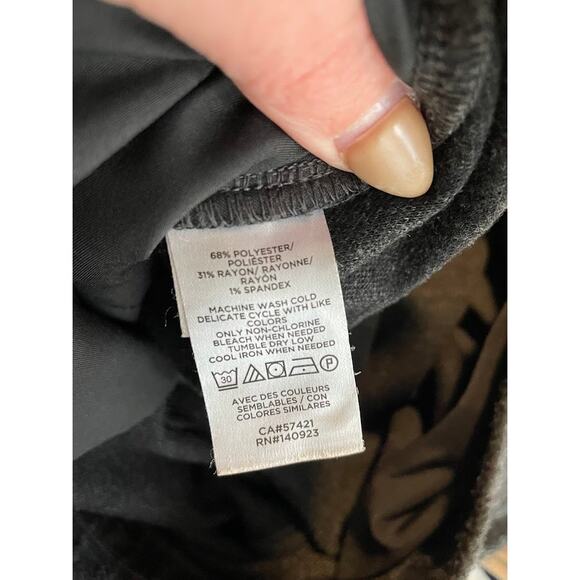 68% POLYESTER/
POLIÉSTER
31% RAYON/ RAYONNE/
RAYÓN
1% SPANDEX
MACHINE WASH COLD
DELICATE CYCLE WITH LIKE
COLORS
ONLY NON-CHLORINE
BLEACH WHEN NEEDED
TUMBLE DRY LOW
COOL IRON WHEN NEEDED
30 P
AVEC DES COULEURS
SEMBLABLES / CON
COLORES SIMILARES
CA#57421
RN#140923